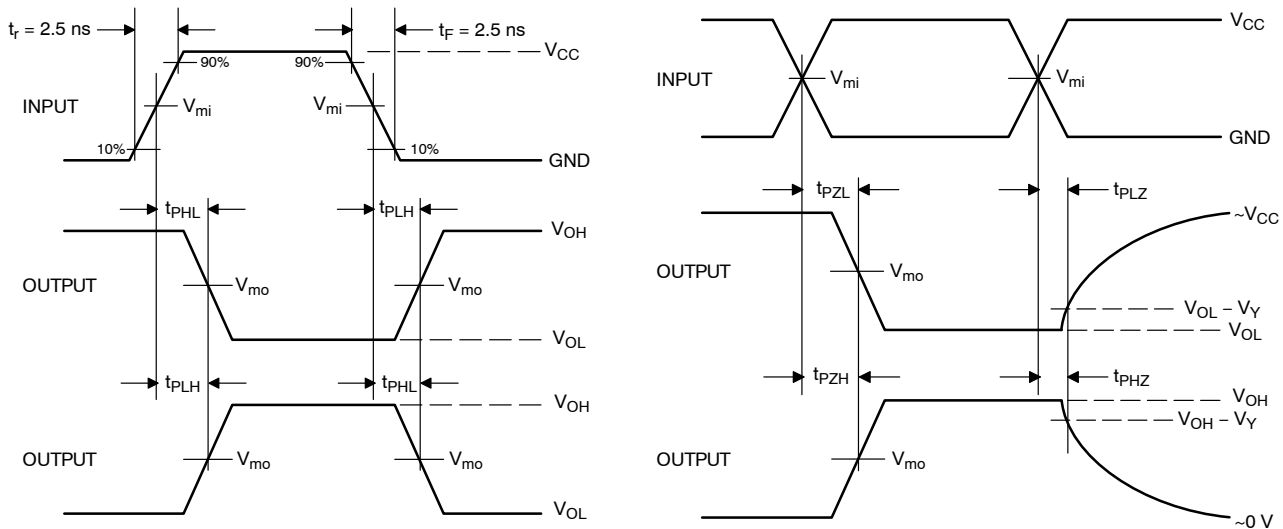 t_r = 2.5 ns
t_F = 2.5 ns
V_CC
90%
90%
INPUT
V_mi
V_mi
10%
10%
GND
t_PHL
t_PLH
V_OH
OUTPUT
V_mo
V_mo
V_OL
t_PLH
t_PHL
V_OH
OUTPUT
V_mo
V_mo
V_OL
V_CC
INPUT
V_mi
V_mi
GND
t_PZL
t_PLZ
~V_CC
OUTPUT
V_mo
V_OL – V_Y
V_OL
t_PZH
t_PHZ
V_OH
V_OH – V_Y
OUTPUT
V_mo
~0 V